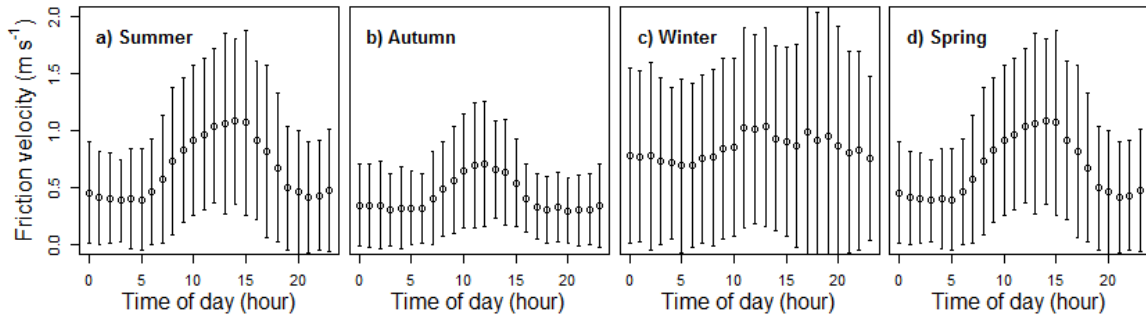 Friction velocity (m s⁻¹)
0.0 0.5 1.0 1.5 2.0
a) Summer
b) Autumn
c) Winter
d) Spring
0 5 10 15 20
0 5 10 15 20
0 5 10 15 20
0 5 10 15 20
Time of day (hour)
Time of day (hour)
Time of day (hour)
Time of day (hour)